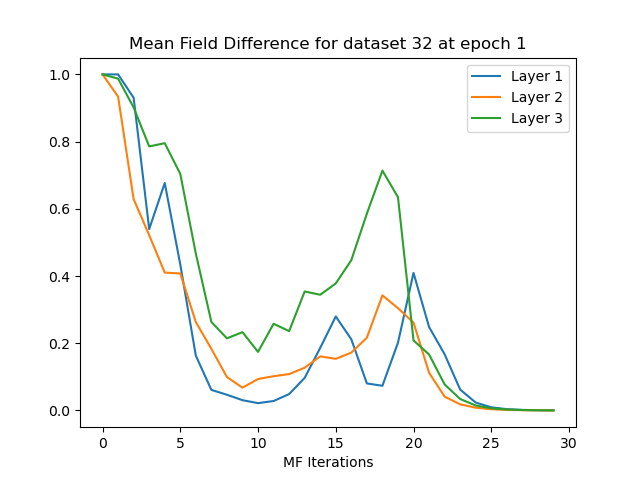 Mean Field Difference for dataset 32 at epoch 1
Layer 1
Layer 2
Layer 3
1.0
0.8
0.6
0.4
0.2
0.0
0 5 10 15 20 25 30
MF Iterations